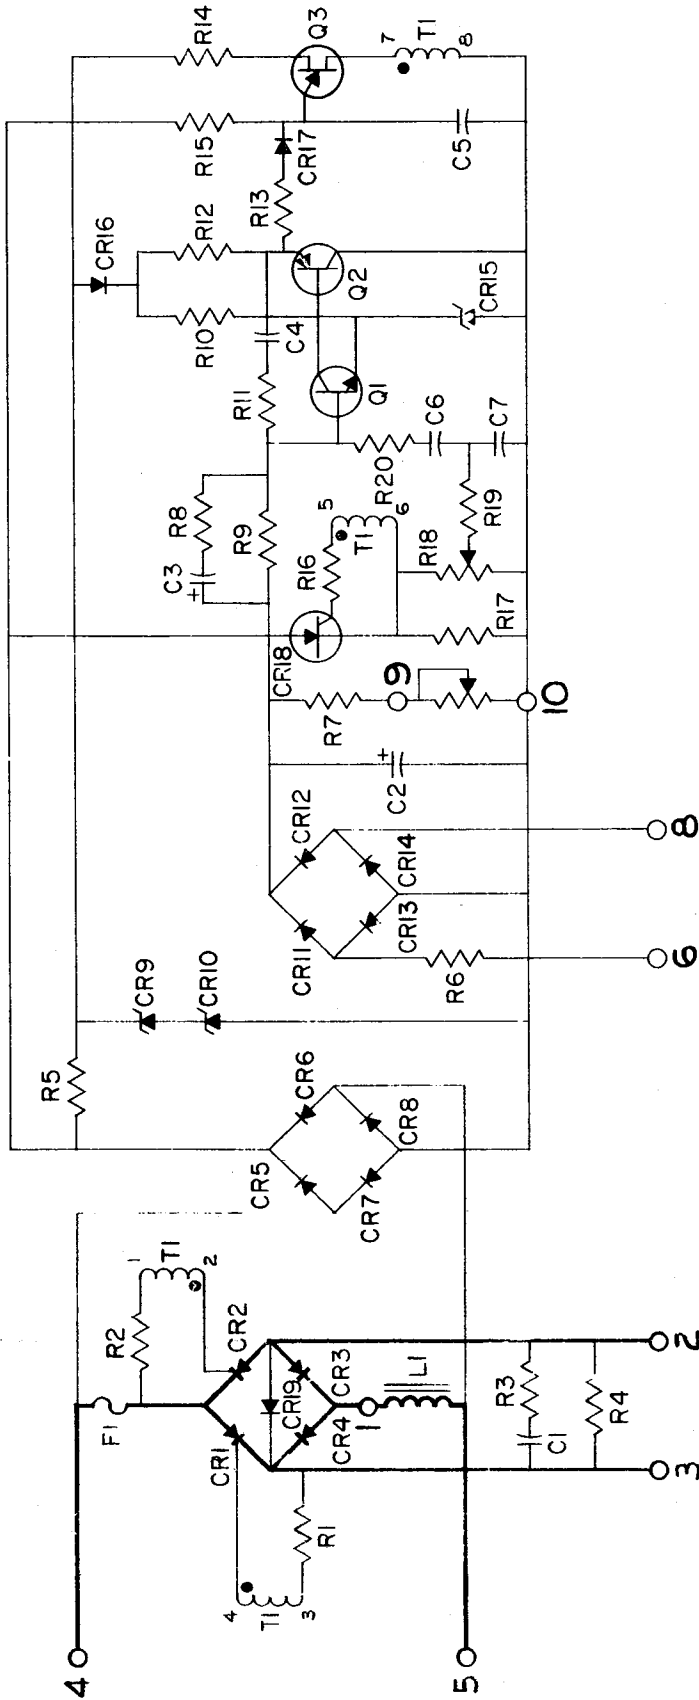 4
5
F1
R2
1
T1
2
CR2
CR1
CR19
CR3
CR4
1
L1
4
T1
3
R1
R3
C1
R4
2
3
R5
CR9
CR10
CR5
CR6
CR7
CR8
CR11
CR12
CR13
CR14
R6
6
8
C2
R7
9
10
C3
+
R8
R9
CR18
R16
5
T1
6
R17
R18
R19
R20
C6
C7
+
R11
C4
Q1
R10
R12
CR16
Q2
CR15
R13
CR17
R15
C5
R14
Q3
7
T1
8